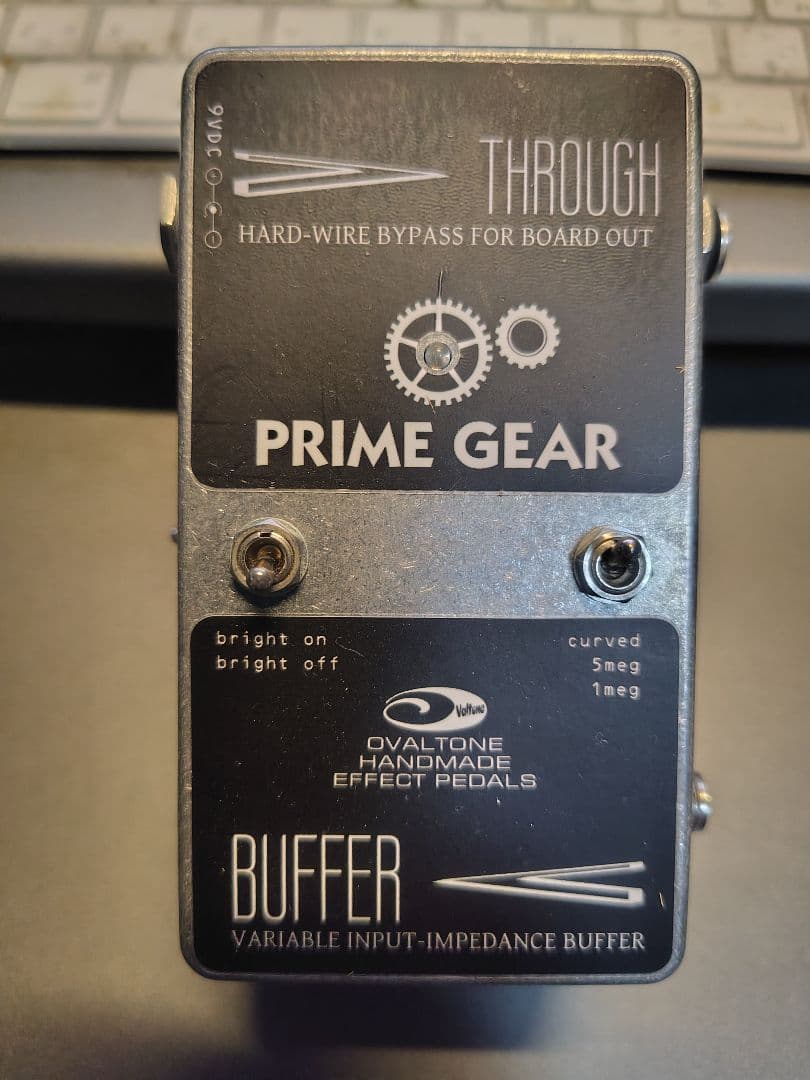 9VDC
THROUGH
HARD-WIRE BYPASS FOR BOARD OUT
PRIME GEAR
bright on
bright off
curved
5meg
1meg
Valtone
OVALTONE
HANDMADE
EFFECT PEDALS
BUFFER
VARIABLE INPUT-IMPEDANCE BUFFER